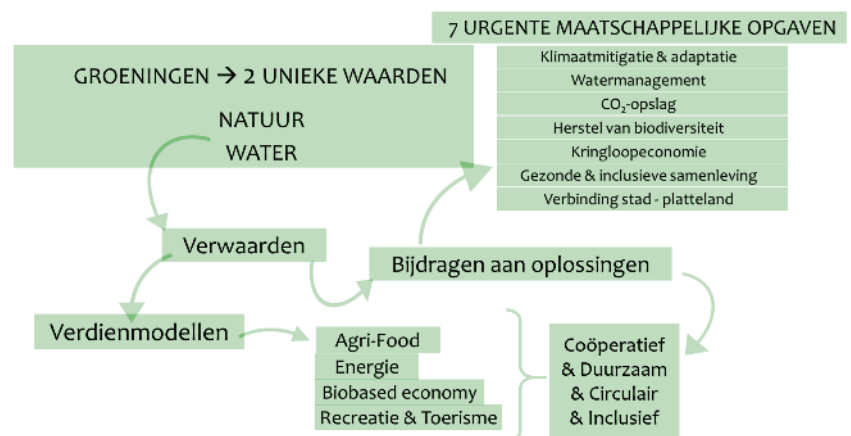 7 URGENTE MAATSCHAPPELIJKE OPGAVEN
Klimaatmitigatie & adaptatie
Watermanagement
CO₂-opslag
Herstel van biodiversiteit
Kringloopeconomie
Gezonde & inclusieve samenleving
Verbinding stad - platteland
GROENINGEN → 2 UNIEKE WAARDEN
NATUUR
WATER
Verwaarden
Bijdragen aan oplossingen
Verdienmodellen
Agri-Food
Energie
Biobased economy
Recreatie & Toerisme
Coöperatief
& Duurzaam
& Circulair
& Inclusief